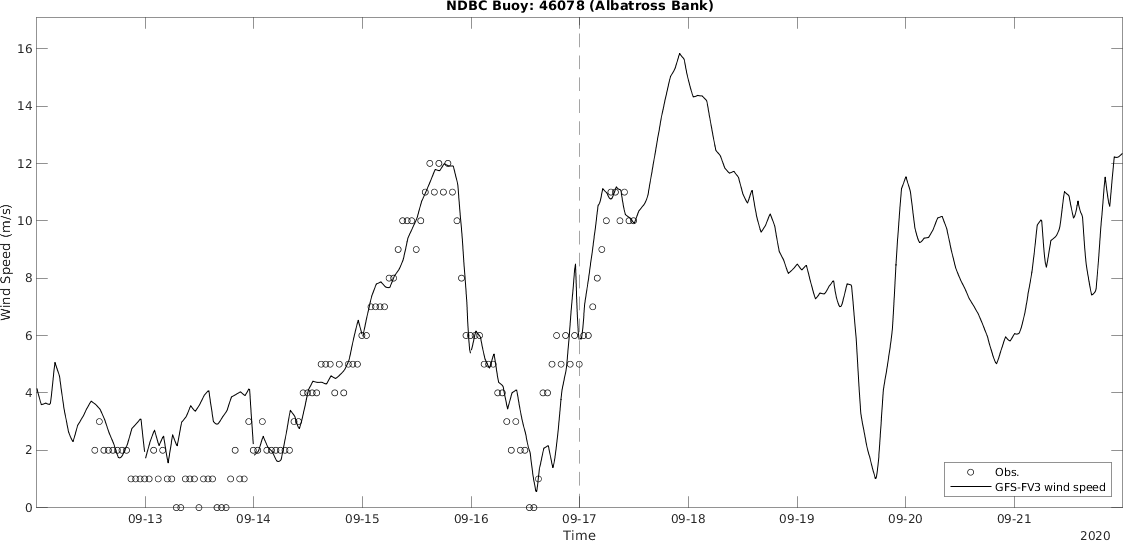 NDBC Buoy: 46078 (Albatross Bank)
16
14
12
10
8
6
4
2
0
Wind Speed (m/s)
09-13 09-14 09-15 09-16 09-17 09-18 09-19 09-20 09-21
Time
2020
Obs.
GFS-FV3 wind speed